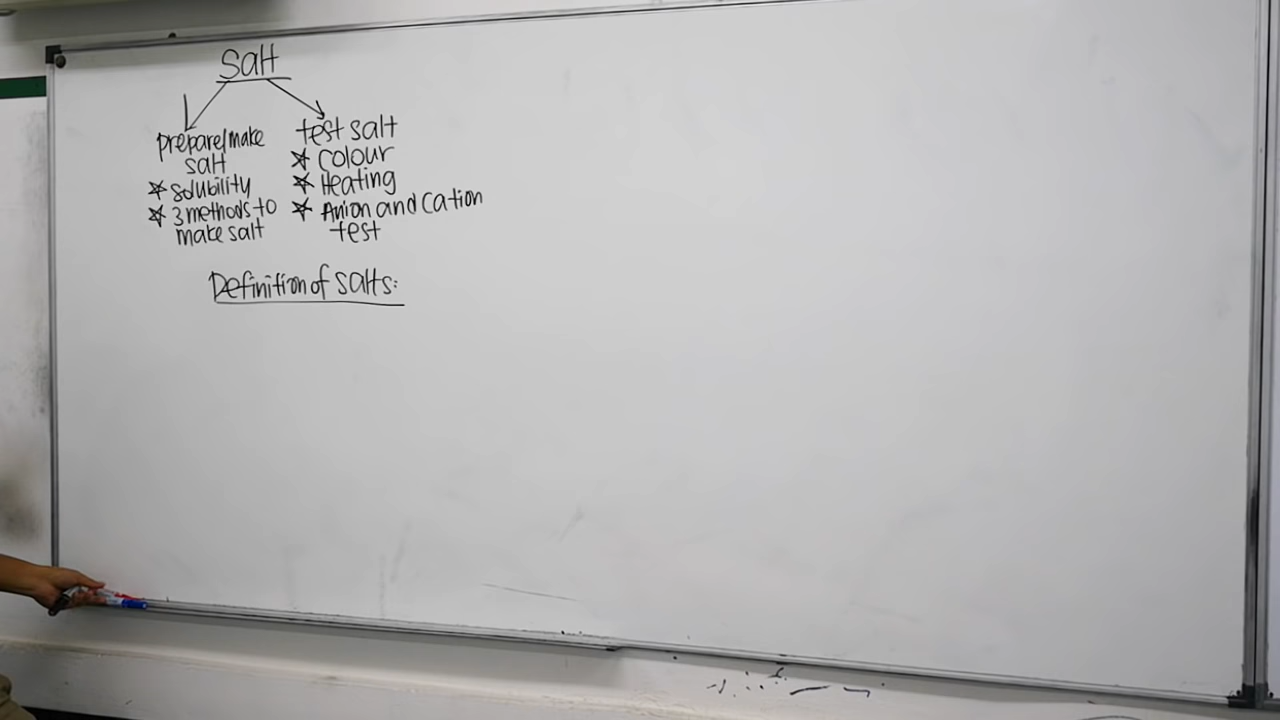 Salt
prepare/make
salt
☆ Solubility
☆ 3 methods to
make salt
test salt
☆ Colour
☆ Heating
☆ Anion and Cation
test
Definition of salts: